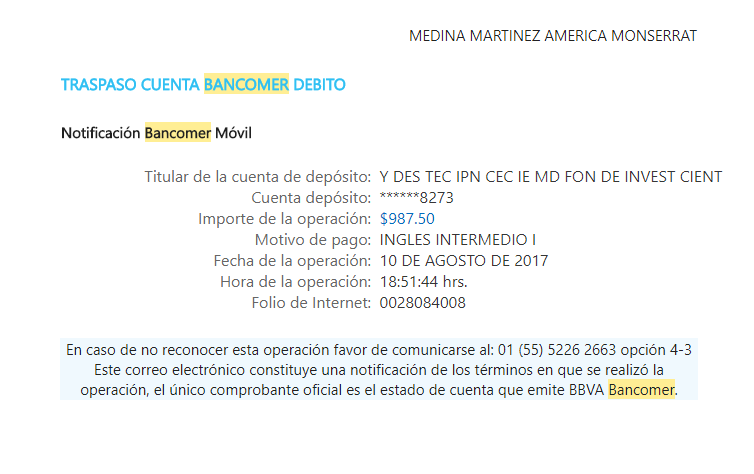 MEDINA MARTINEZ AMERICA MONSERRAT
TRASPASO CUENTA BANCOMER DEBITO
Notificación Bancomer Móvil
Titular de la cuenta de depósito: Y DES TEC IPN CEC IE MD FON DE INVEST CIENT
Cuenta depósito: ******8273
Importe de la operación: $987.50
Motivo de pago: INGLES INTERMEDIO I
Fecha de la operación: 10 DE AGOSTO DE 2017
Hora de la operación: 18:51:44 hrs.
Folio de Internet: 0028084008
En caso de no reconocer esta operación favor de comunicarse al: 01 (55) 5226 2663 opción 4-3
Este correo electrónico constituye una notificación de los términos en que se realizó la
operación, el único comprobante oficial es el estado de cuenta que emite BBVA Bancomer.